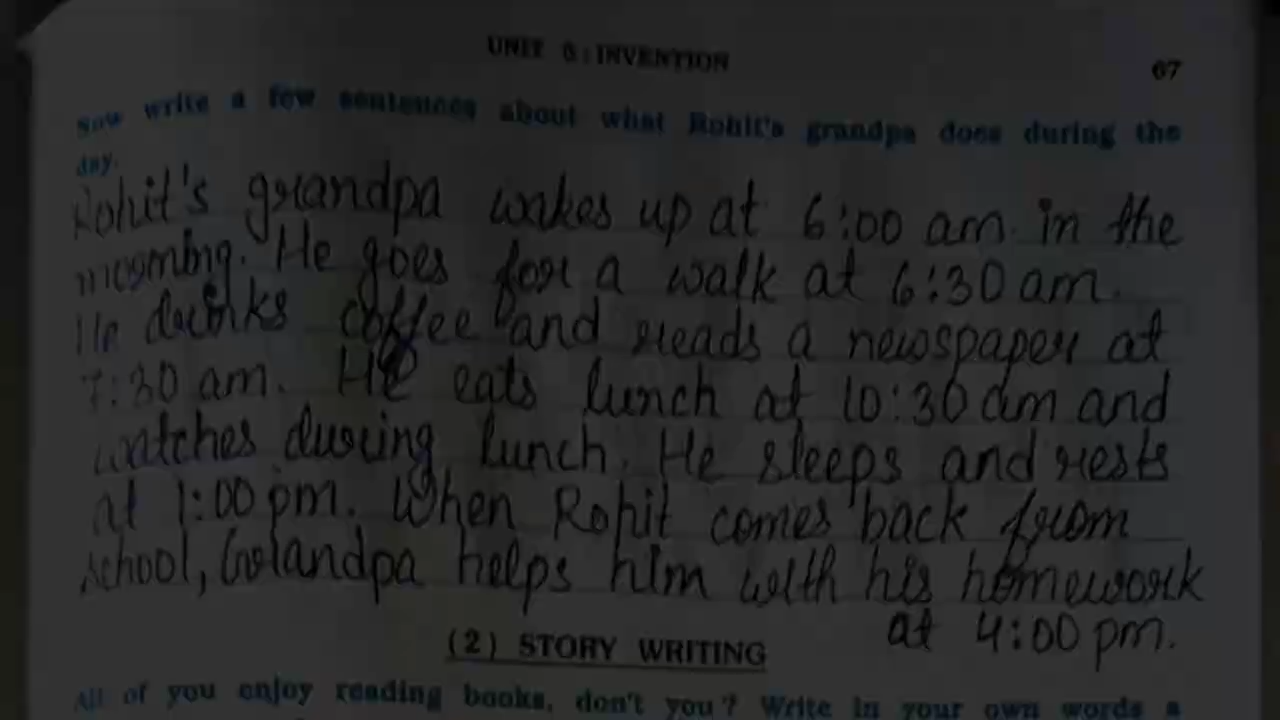 UNIT 6 : INVENTION
67
Now write a few sentences about what Rohit's grandpa does during the
day.
Rohit's grandpa wakes up at 6:00 am in the
morning. He goes for a walk at 6:30 am.
He drinks coffee and reads a newspaper at
7:30 am. He eats lunch at 10:30 am and
watches during lunch. He sleeps and rests
at 1:00 pm. When Rohit comes back from
school, Grandpa helps him with his homework
at 4:00 pm.
(2) STORY WRITING
All of you enjoy reading books, don't you? Write in your own words a